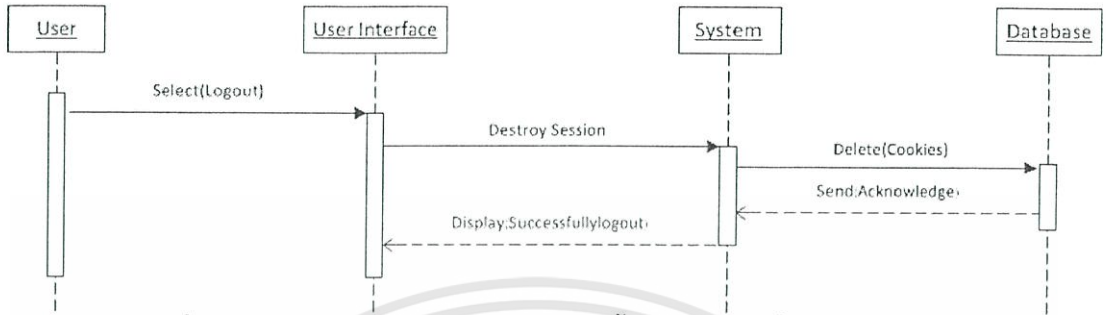 User
User Interface
System
Database
Select(Logout)
Destroy Session
Delete(Cookies)
Send(Acknowledge)
Display(Successfullylogout)